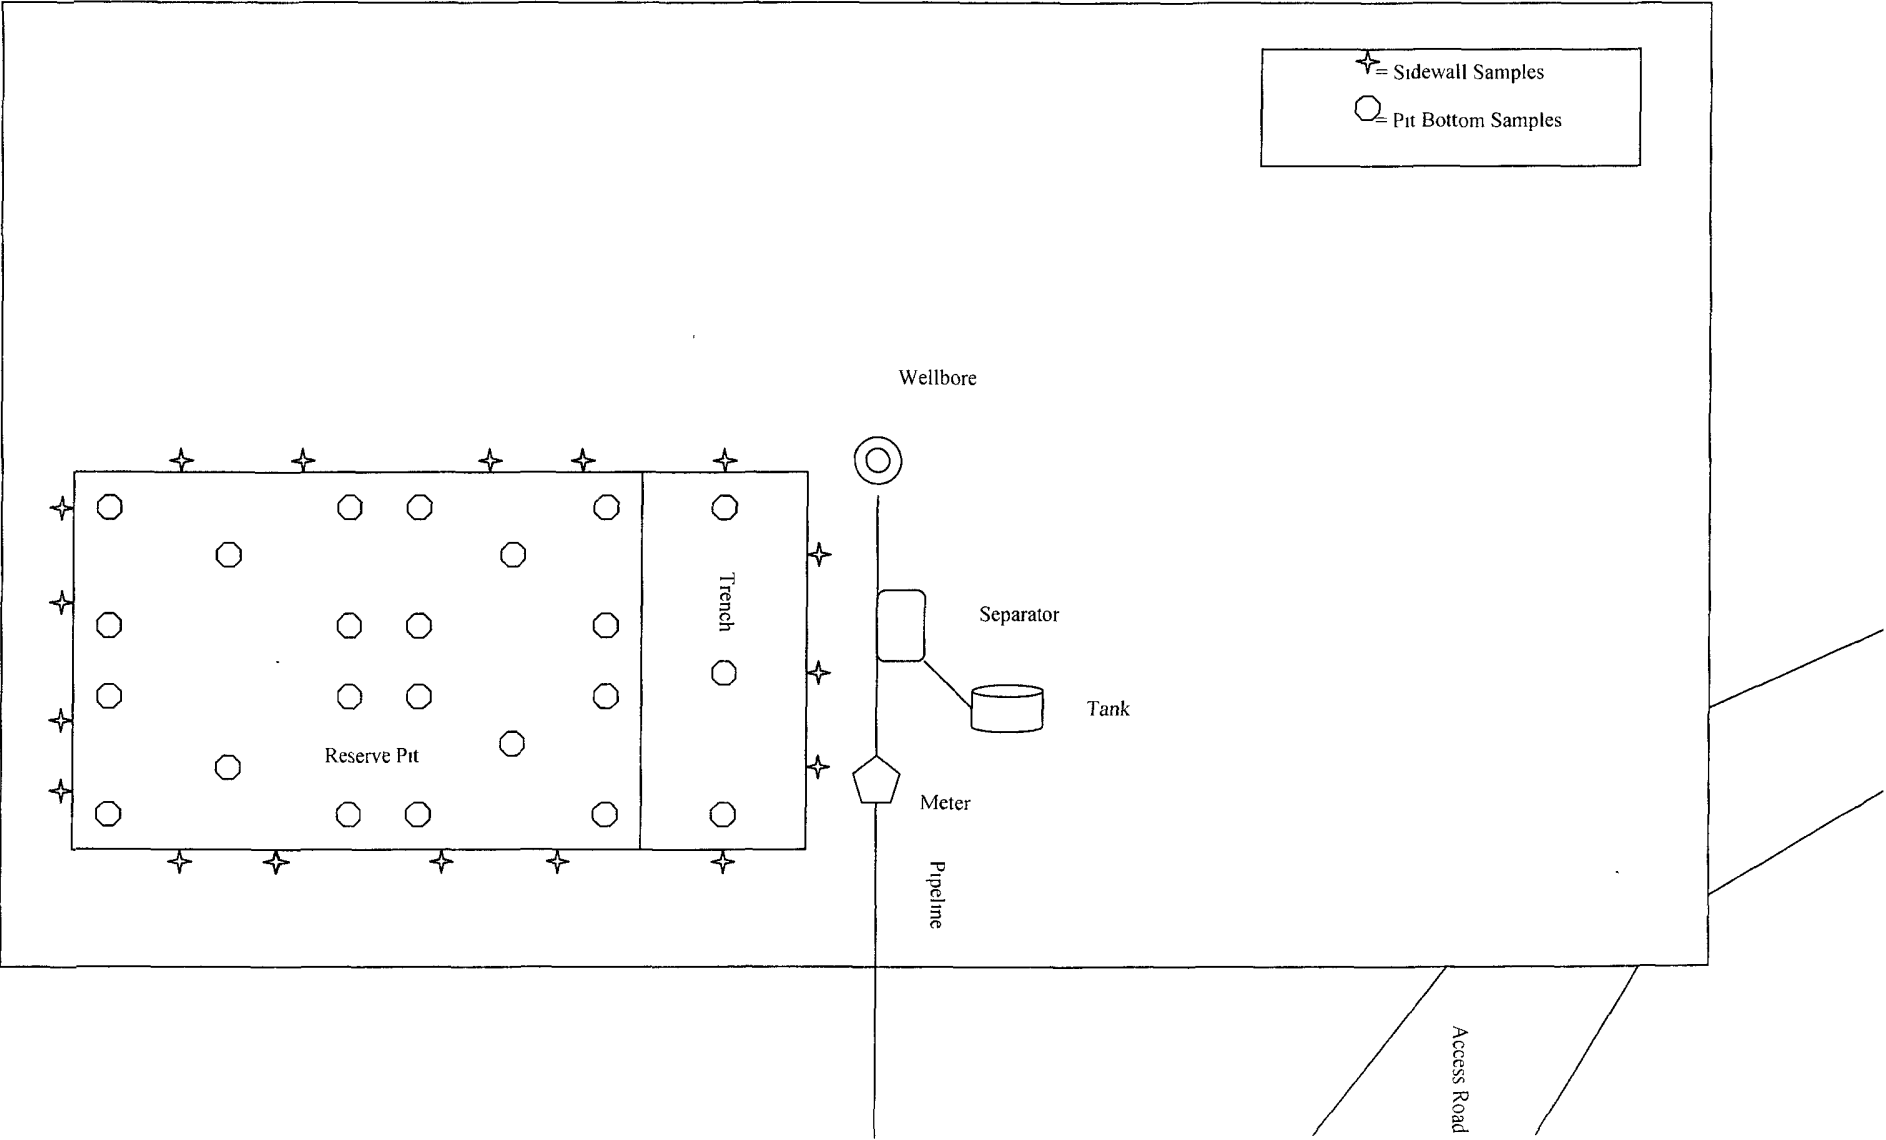 = Sidewall Samples
= Pit Bottom Samples
Wellbore
Trench
Separator
Tank
Reserve Pit
Meter
Pipeline
Access Road